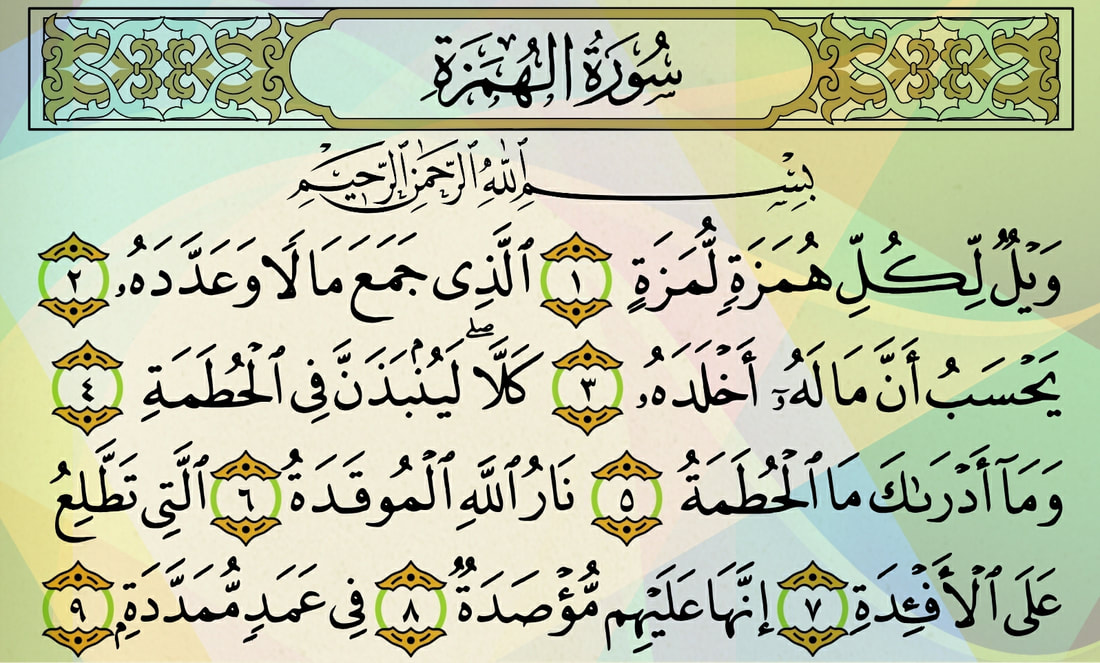 سُورَةُ الهُمَزَةِ
بِسْمِ ٱللَّهِ ٱلرَّحْمَٰنِ ٱلرَّحِيمِ
وَيْلٌ لِّكُلِّ هُمَزَةٍ لُّمَزَةٍ ١ ٱلَّذِى جَمَعَ مَالًا وَعَدَّدَهُۥ ٢
يَحْسَبُ أَنَّ مَالَهُۥٓ أَخْلَدَهُۥ ٣ كَلَّا ۖ لَيُنۢبَذَنَّ فِى ٱلْحُطَمَةِ ٤
وَمَآ أَدْرَىٰكَ مَا ٱلْحُطَمَةُ ٥ نَارُ ٱللَّهِ ٱلْمُوقَدَةُ ٦ ٱلَّتِى تَطَّلِعُ
عَلَى ٱلْأَفْـِٔدَةِ ٧ إِنَّهَا عَلَيْهِم مُّؤْصَدَةٌ ٨ فِى عَمَدٍ مُّمَدَّدَةٍۭ ٩